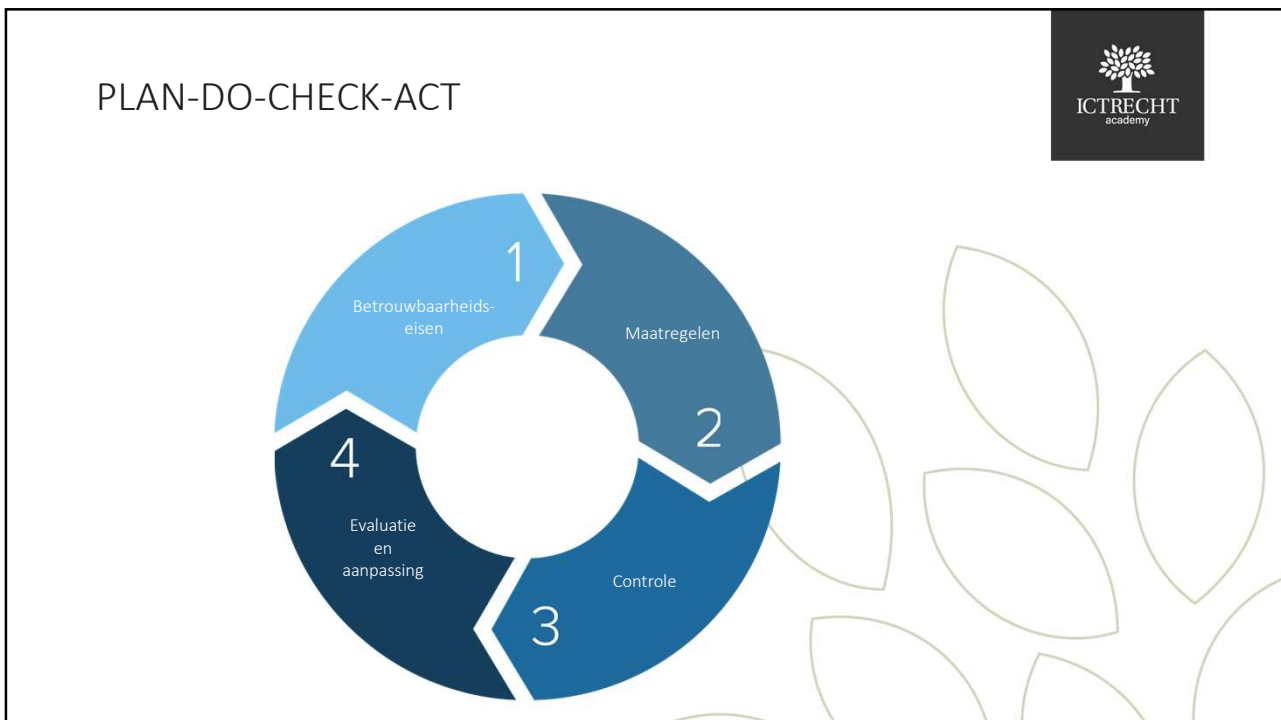 PLAN-DO-CHECK-ACT
ICTRECHT
academy
1
Betrouwbaarheids-
eisen
Maatregelen
2
4
Evaluatie
en
aanpassing
Controle
3